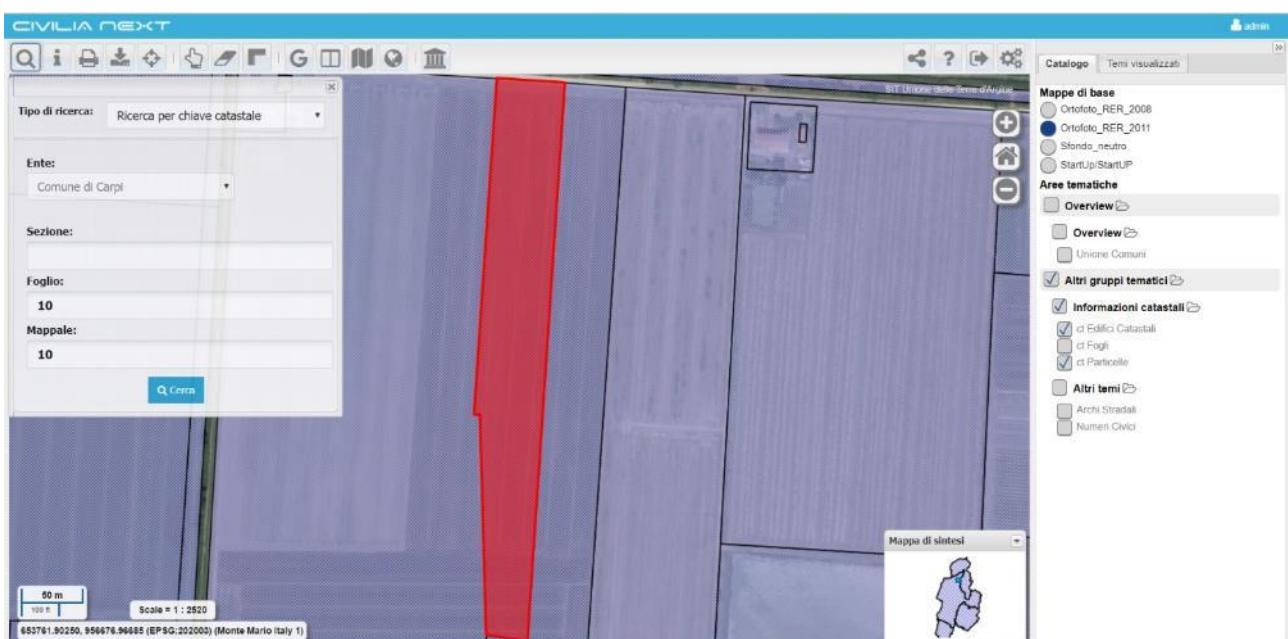 CIVILIA NEXT
admin
G
?
Tipo di ricerca: Ricerca per chiave catastale
Ente:
Comune di Carpi
Sezione:
Foglio:
10
Mappale:
10
Cerca
SIT Unione delle Terre d'Argine
Catalogo Temi visualizzati
Mappe di base
Ortofoto_RER_2008
Ortofoto_RER_2011
Sfondo_neutro
StartUp/StartUP
Aree tematiche
Overview
Overview
Unione Comuni
Altri gruppi tematici
Informazioni catastali
ct Edifici Catastali
ct Fogli
ct Particelle
Altri temi
Archi Stradali
Numeri Civici
Mappa di sintesi
50 m
100 ft
Scale = 1 : 2520
653761.90250, 956676.96685 (EPSG:202003) (Monte Mario Italy 1)